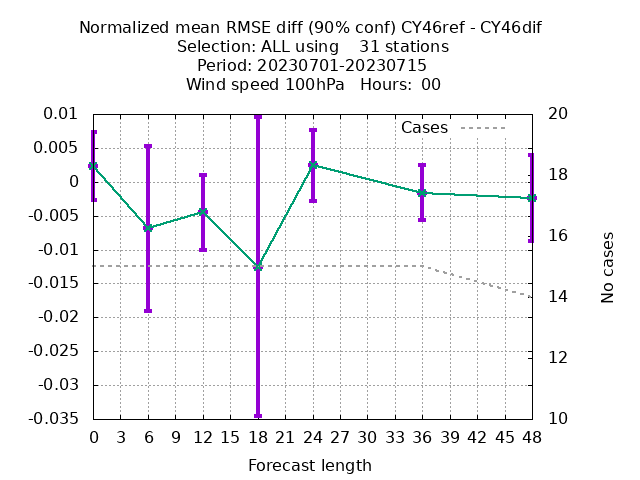 Normalized mean RMSE diff (90% conf) CY46ref - CY46dif
Selection: ALL using    31 stations
Period: 20230701-20230715
Wind speed 100hPa   Hours:  00
Cases
0.01
0.005
0
-0.005
-0.01
-0.015
-0.02
-0.025
-0.03
-0.035
20
18
16
14
12
10
No cases
0 3 6 9 12 15 18 21 24 27 30 33 36 39 42 45 48
Forecast length